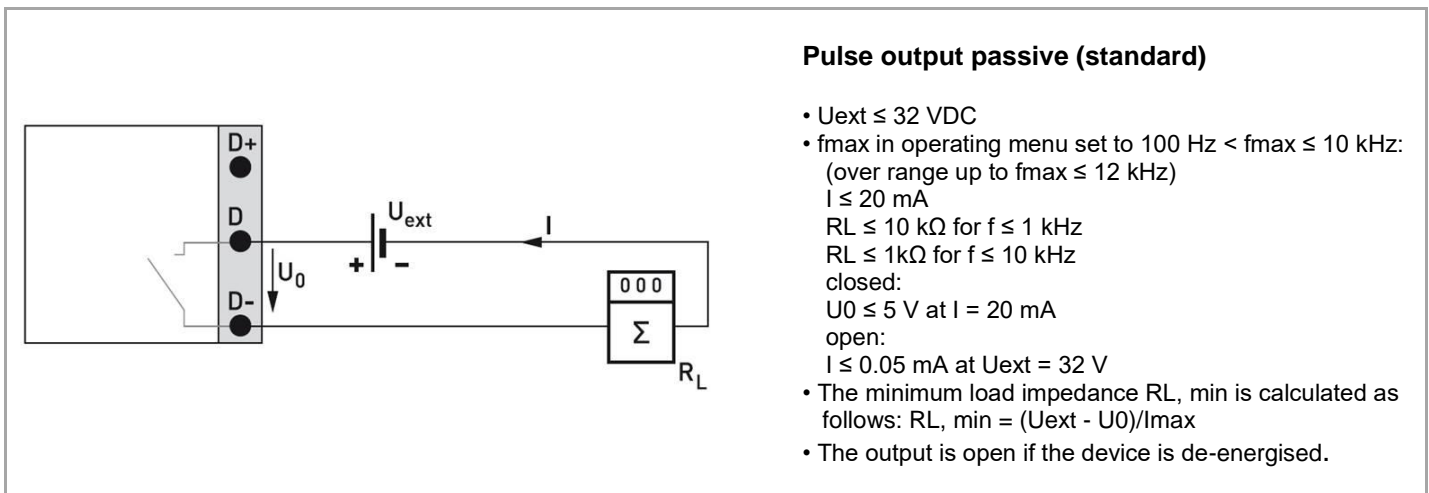 D+
D
D-
U0
Uext
+ -
I
000
Σ
RL
Pulse output passive (standard)
• Uext ≤ 32 VDC
• fmax in operating menu set to 100 Hz < fmax ≤ 10 kHz:
(over range up to fmax ≤ 12 kHz)
I ≤ 20 mA
RL ≤ 10 kΩ for f ≤ 1 kHz
RL ≤ 1kΩ for f ≤ 10 kHz
closed:
U0 ≤ 5 V at I = 20 mA
open:
I ≤ 0.05 mA at Uext = 32 V
• The minimum load impedance RL, min is calculated as
follows: RL, min = (Uext - U0)/Imax
• The output is open if the device is de-energised.